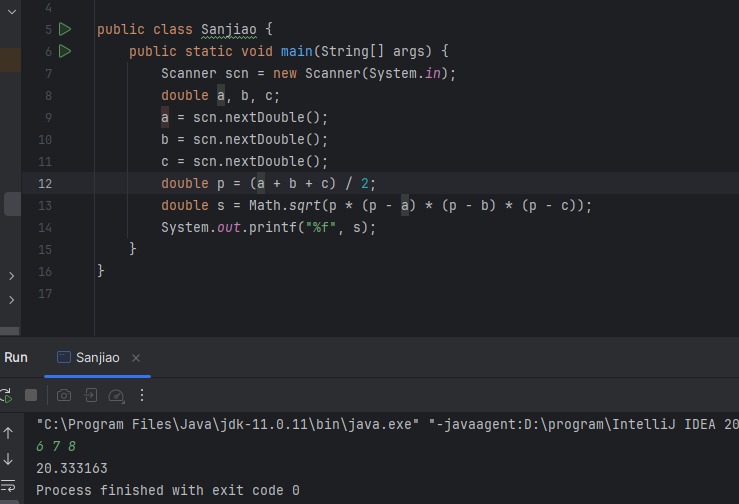 4
5 public class Sanjiao {
6 public static void main(String[] args) {
7 Scanner scn = new Scanner(System.in);
8 double a, b, c;
9 a = scn.nextDouble();
10 b = scn.nextDouble();
11 c = scn.nextDouble();
12 double p = (a + b + c) / 2;
13 double s = Math.sqrt(p * (p - a) * (p - b) * (p - c));
14 System.out.printf("%f", s);
15 }
16 }
17
Run Sanjiao
"C:\Program Files\Java\jdk-11.0.11\bin\java.exe" "-javaagent:D:\program\IntelliJ IDEA 20
6 7 8
20.333163
Process finished with exit code 0